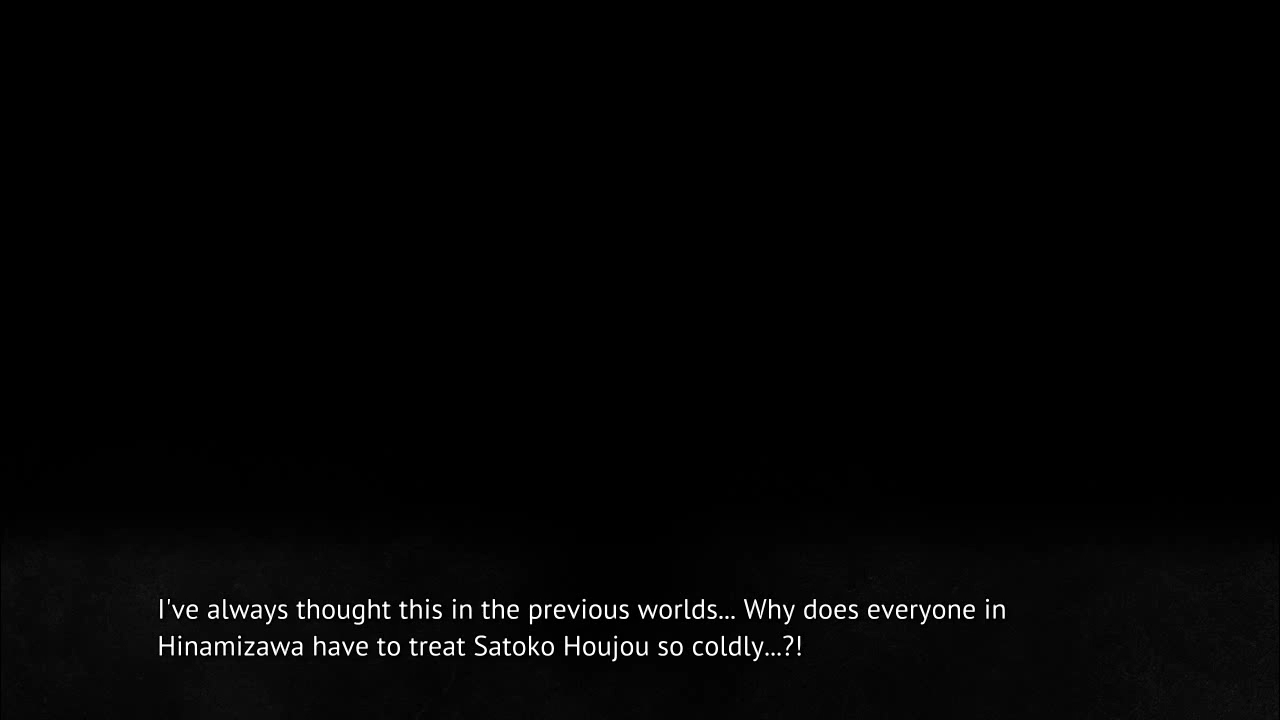 I've always thought this in the previous worlds... Why does everyone in
Hinamizawa have to treat Satoko Houjou so coldly...?!